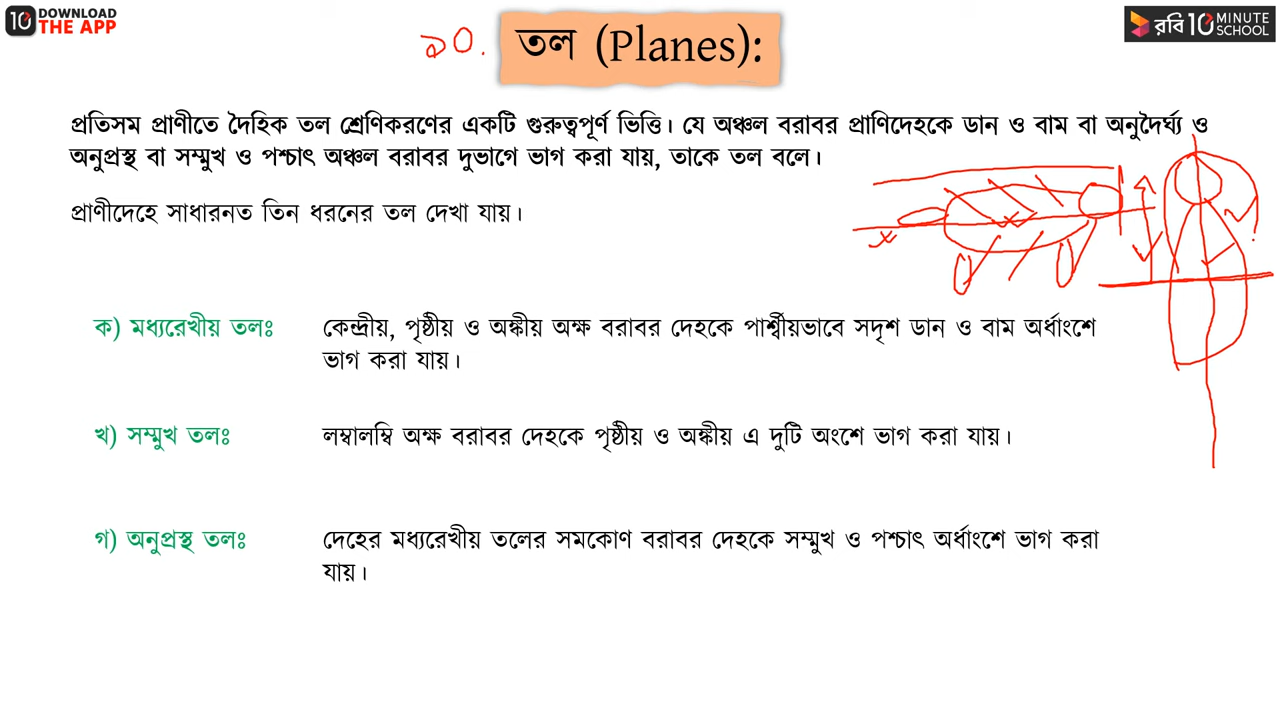 10 DOWNLOAD THE APP
১০. তল (Planes):
রবি 10 MINUTE SCHOOL
প্রতিসম প্রাণীতে দৈহিক তল শ্রেণিকরণের একটি গুরুত্বপূর্ণ ভিত্তি। যে অঞ্চল বরাবর প্রাণিদেহকে ডান ও বাম বা অনুদৈর্ঘ্য ও
অনুপ্রস্থ বা সম্মুখ ও পশ্চাৎ অঞ্চল বরাবর দুভাগে ভাগ করা যায়, তাকে তল বলে।
প্রাণীদেহে সাধারনত তিন ধরনের তল দেখা যায়।
ক) মধ্যরেখীয় তলঃ কেন্দ্রীয়, পৃষ্ঠীয় ও অঙ্কীয় অক্ষ বরাবর দেহকে পার্শ্বীয়ভাবে সদৃশ ডান ও বাম অর্ধাংশে
ভাগ করা যায়।
খ) সম্মুখ তলঃ লম্বালম্বি অক্ষ বরাবর দেহকে পৃষ্ঠীয় ও অঙ্কীয় এ দুটি অংশে ভাগ করা যায়।
গ) অনুপ্রস্থ তলঃ দেহের মধ্যরেখীয় তলের সমকোণ বরাবর দেহকে সম্মুখ ও পশ্চাৎ অর্ধাংশে ভাগ করা
যায়।